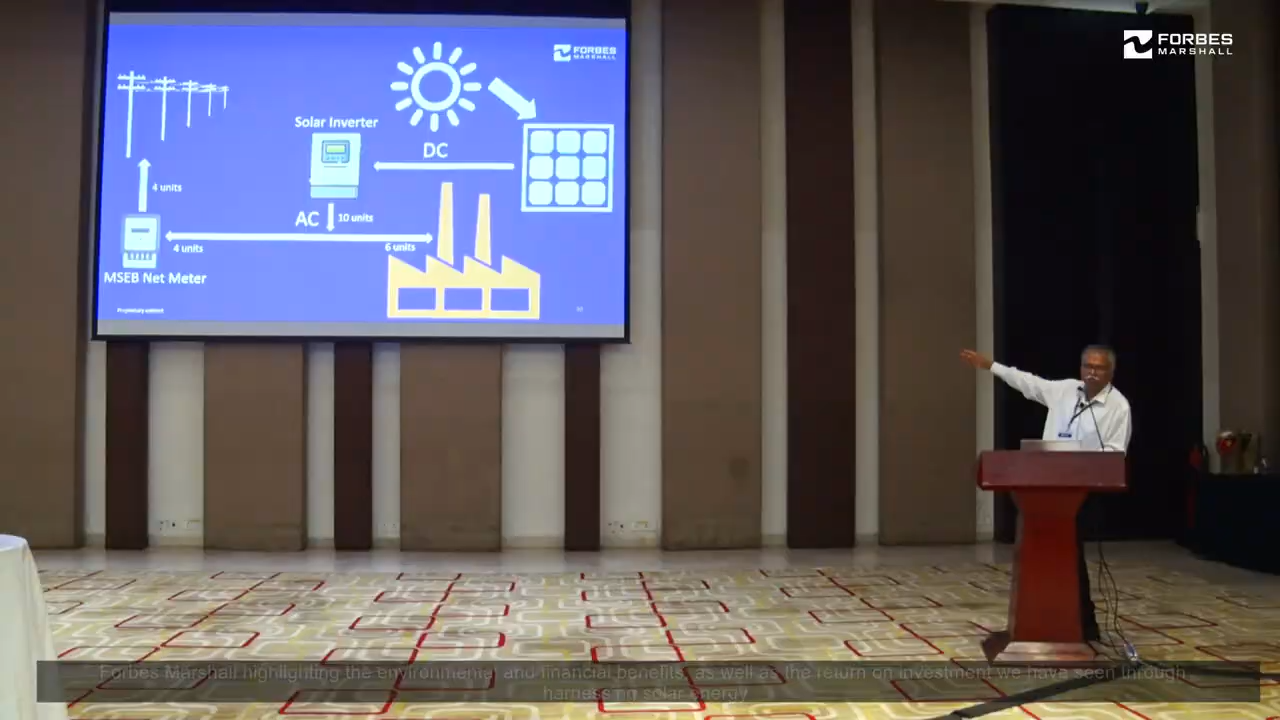 FORBES
MARSHALL
FORBES
MARSHALL
Solar Inverter
DC
4 units
AC
10 units
4 units
6 units
MSEB Net Meter
Forbes Marshall highlighting the environmental and financial benefits, as well as the return on investment we have seen through
harnessing solar energy